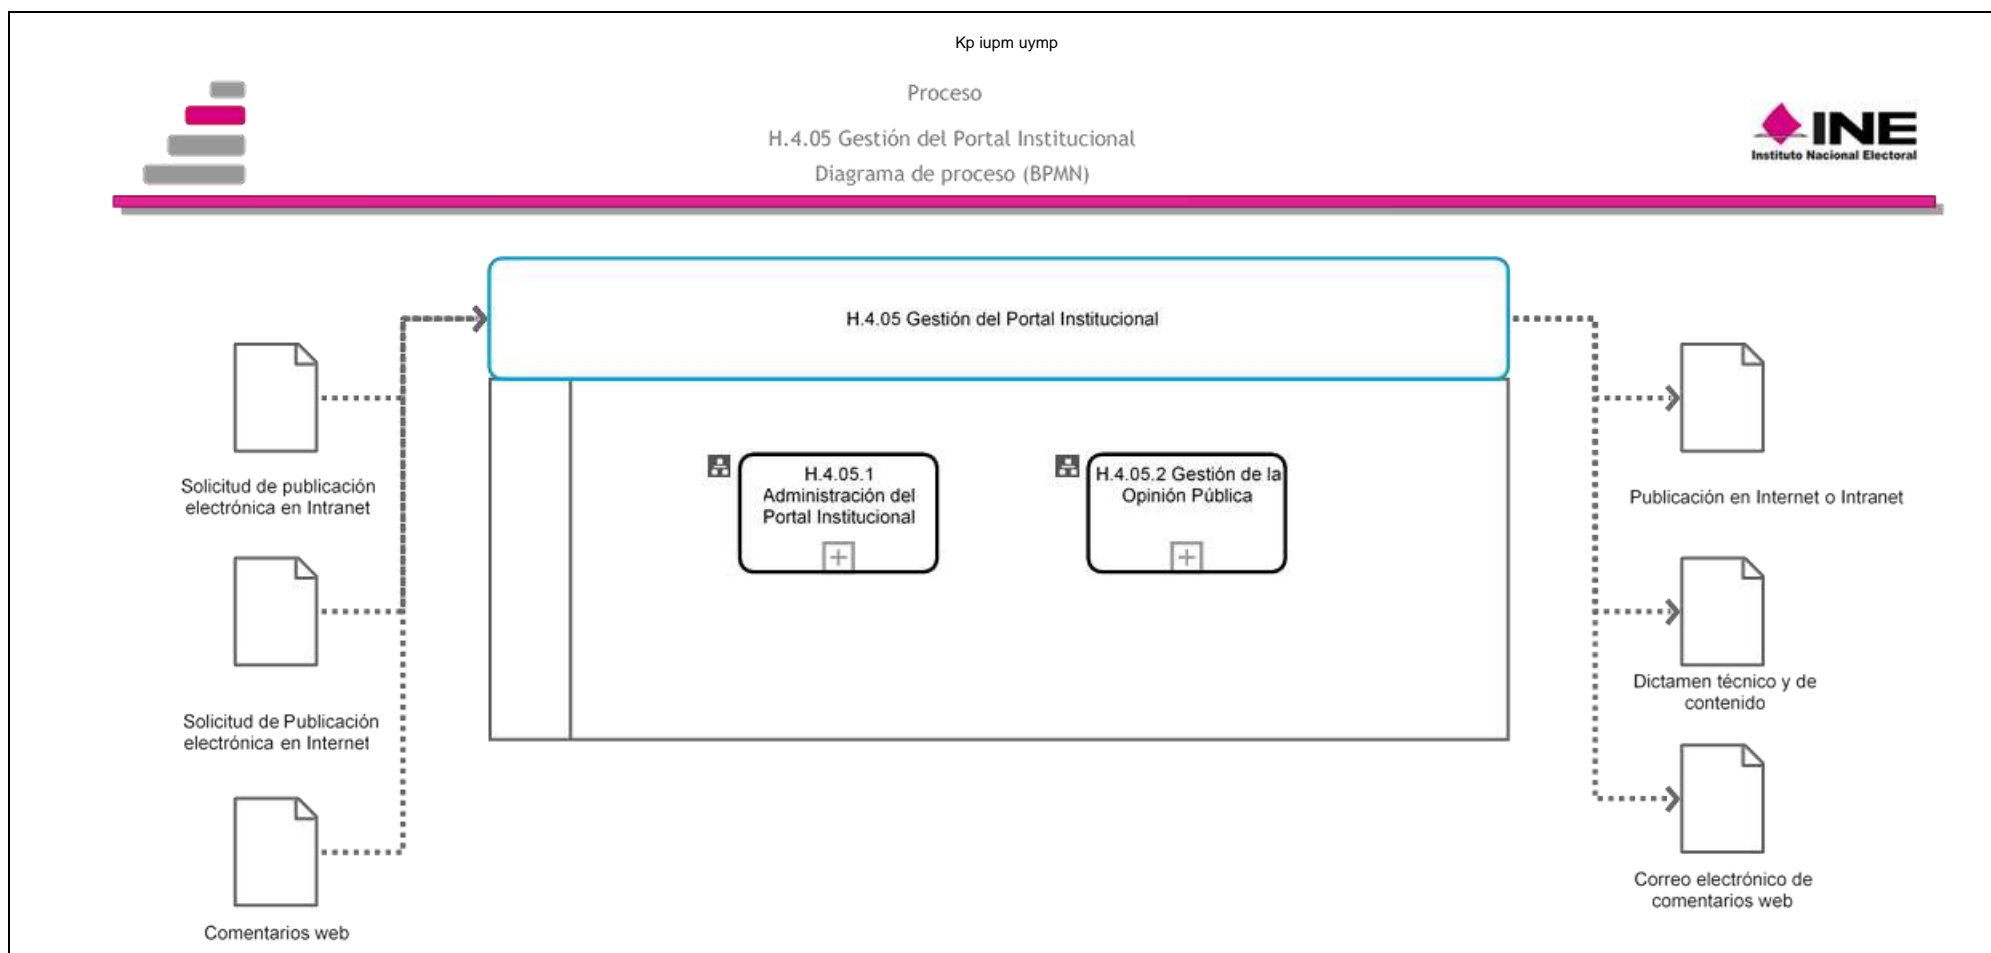 Kp iupm uymp
Proceso
H.4.05 Gestión del Portal Institucional
Diagrama de proceso (BPMN)
INE
Instituto Nacional Electoral
H.4.05 Gestión del Portal Institucional
Solicitud de publicación
electrónica en Intranet
Solicitud de Publicación
electrónica en Internet
Comentarios web
H.4.05.1
Administración del
Portal Institucional
H.4.05.2 Gestión de la
Opinión Pública
Publicación en Internet o Intranet
Dictamen técnico y de
contenido
Correo electrónico de
comentarios web